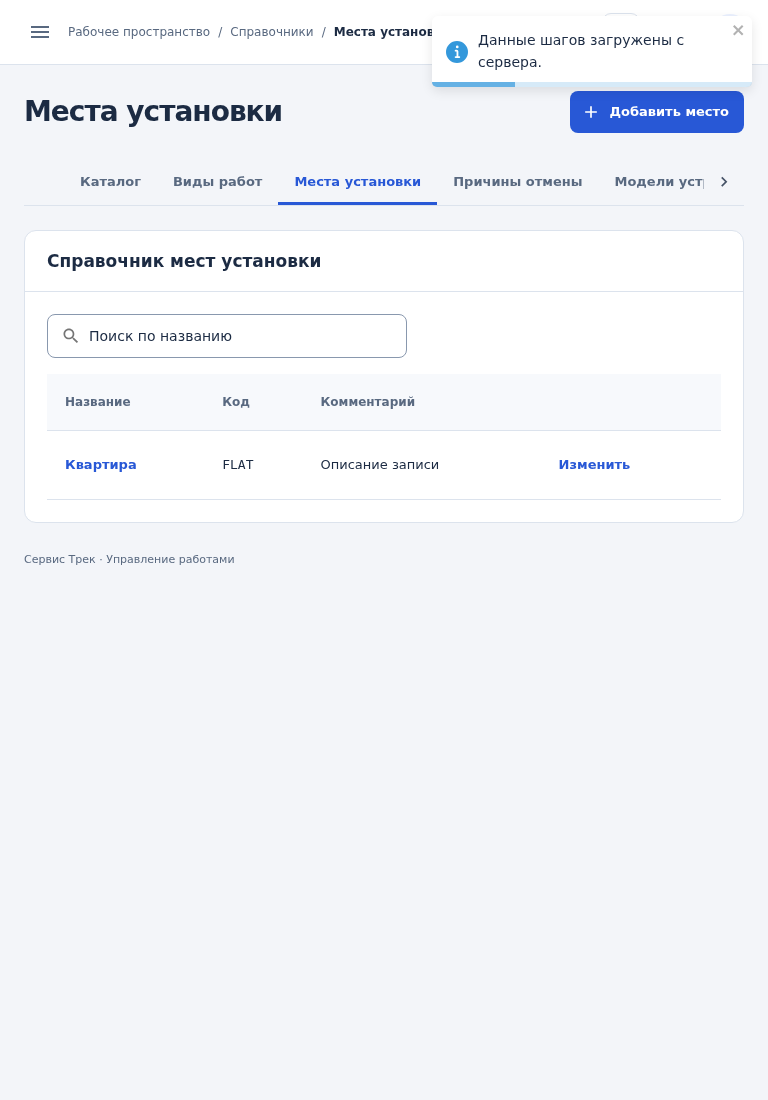 Рабочее пространство / Справочники / Места установ
Данные шагов загружены с
сервера.
Места установки
Добавить место
Каталог Виды работ Места установки Причины отмены Модели уст
Справочник мест установки
Поиск по названию
Название Код Комментарий
Квартира FLAT Описание записи Изменить
Сервис Трек · Управление работами